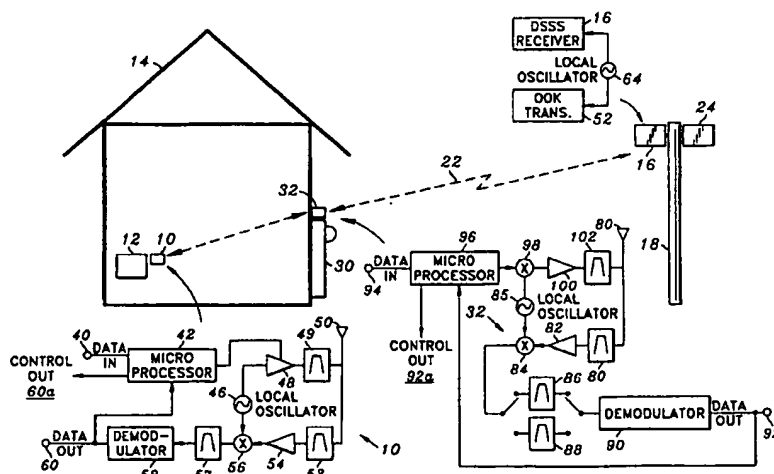 14
DSSS
RECEIVER
16
LOCAL
OSCILLATOR
64
OOK
TRANS.
52
24
16
22
32
18
12
10
30
96
MICRO
PROCESSOR
98
102
80
DATA
IN
94
85
100
LOCAL
OSCILLATOR
32
CONTROL
OUT
92a
82
84
80
86
88
DEMODULATOR
90
DATA
OUT
40
DATA
IN
42
MICRO
PROCESSOR
49
50
CONTROL
OUT
60a
48
46
LOCAL
OSCILLATOR
DATA
OUT
60
DEMOD-
ULATOR
56
54
10